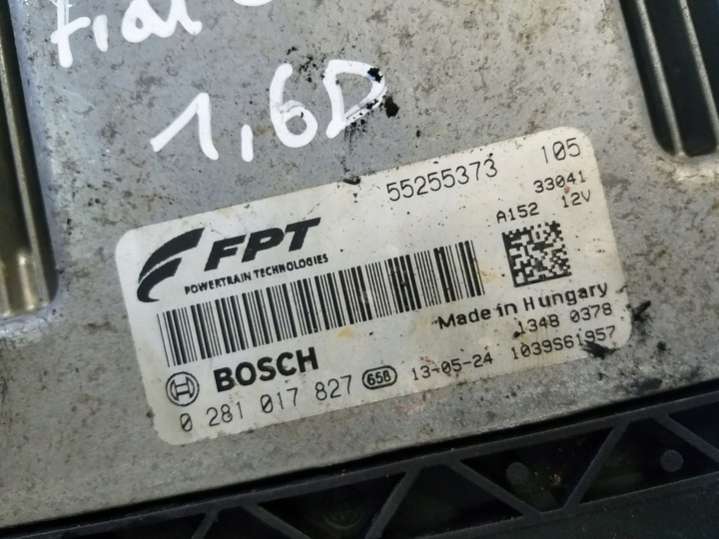 Fiat
1,6D
55255373 105
33041
A152 12V
FPT
POWERTRAIN TECHNOLOGIES
Made in Hungary
1348 0378
BOSCH
0 281 017 827 658 13-05-24 1039S61957